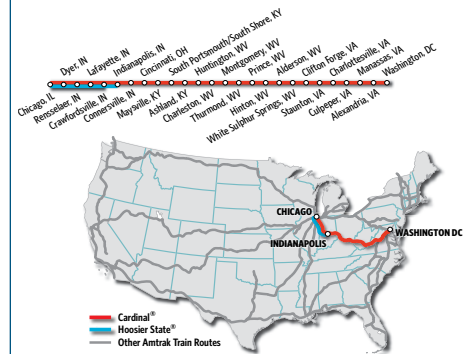 Dyer, IN
Lafayette, IN
Indianapolis, IN
Cincinnati, OH
South Portsmouth/South Shore, KY
Huntington, WV
Montgomery, WV
Prince, WV
Alderson, WV
Clifton Forge, VA
Charlottesville, VA
Manassas, VA
Washington, DC
Chicago, IL
Rensselaer, IN
Crawfordsville, IN
Connersville, IN
Maysville, KY
Ashland, KY
Charleston, WV
Thurmond, WV
Hinton, WV
White Sulphur Springs, WV
Staunton, VA
Culpeper, VA
Alexandria, VA
CHICAGO
INDIANAPOLIS
WASHINGTON DC
Cardinal®
Hoosier State®
Other Amtrak Train Routes